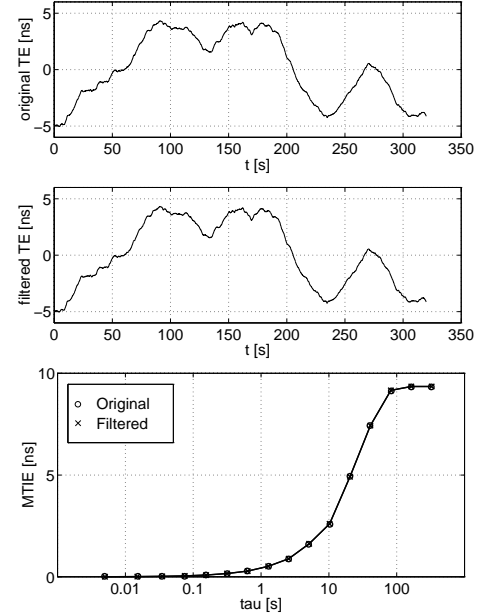 original TE [ns]
5
0
−5
0 50 100 150 200 250 300 350
t [s]
filtered TE [ns]
5
0
−5
0 50 100 150 200 250 300 350
t [s]
MTIE [ns]
10
5
0
Original
Filtered
0.01 0.1 1 10 100
tau [s]